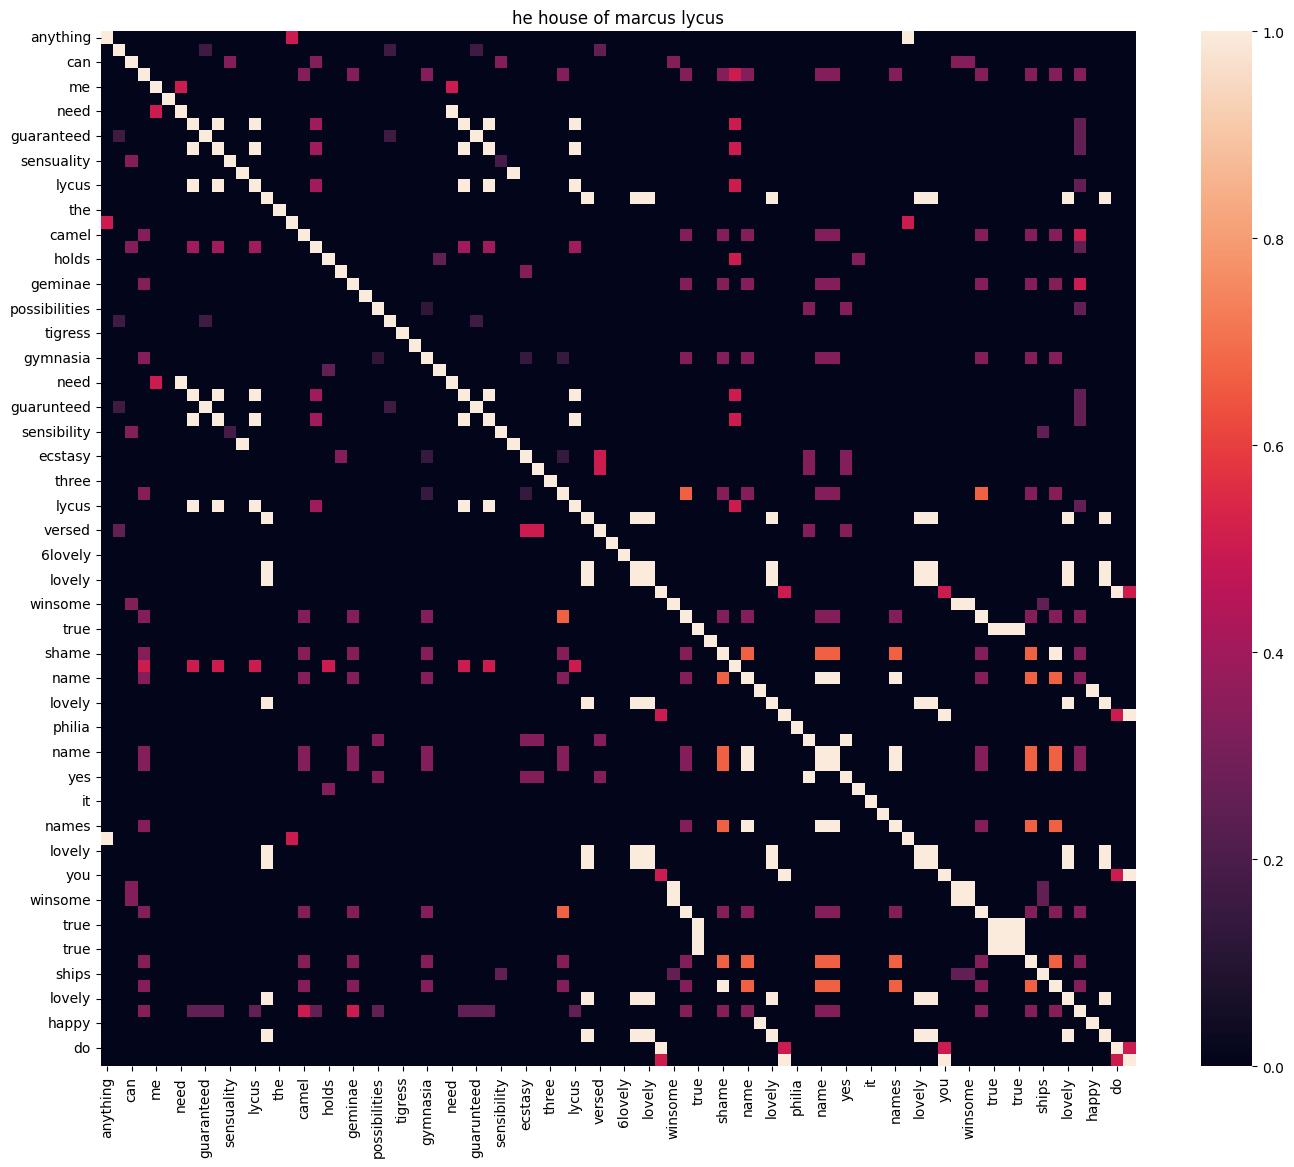 he house of marcus lycus
anything
can
me
need
guaranteed
sensuality
lycus
the
camel
holds
geminae
possibilities
tigress
gymnasia
need
guarunteed
sensibility
ecstasy
three
lycus
versed
6lovely
lovely
winsome
true
shame
name
lovely
philia
name
yes
it
names
lovely
you
winsome
true
true
ships
lovely
happy
do
1.0
0.8
0.6
0.4
0.2
0.0
anything
can
me
need
guaranteed
sensuality
lycus
the
camel
holds
geminae
possibilities
tigress
gymnasia
need
guarunteed
sensibility
ecstasy
three
lycus
versed
6lovely
lovely
winsome
true
shame
name
lovely
philia
name
yes
it
names
lovely
you
winsome
true
true
ships
lovely
happy
do